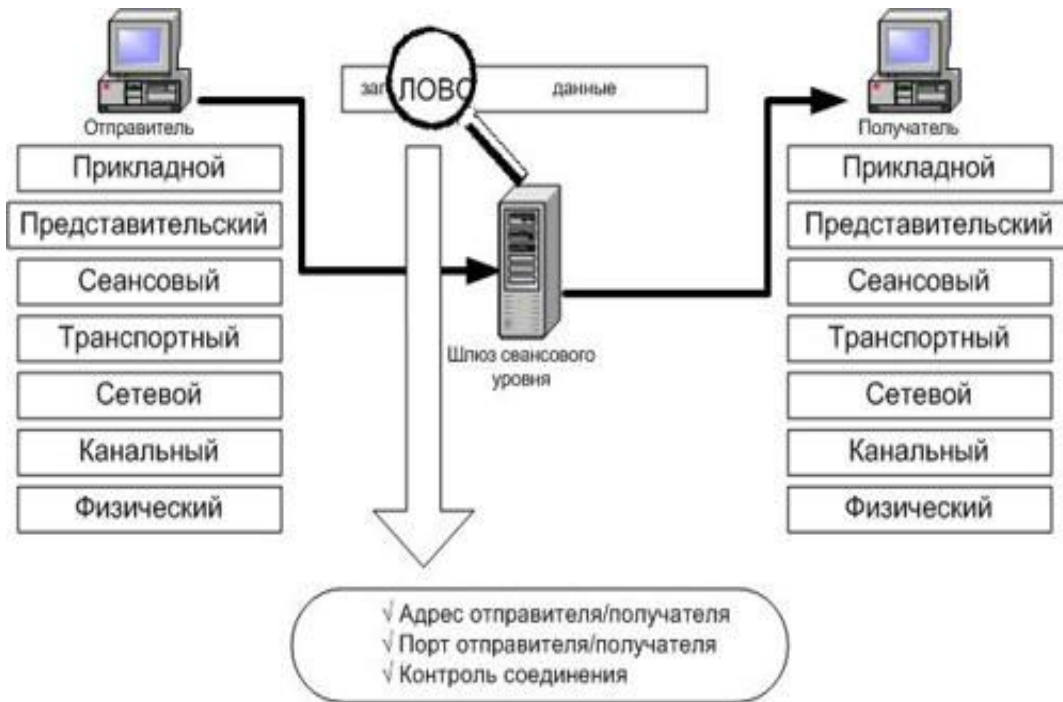 заг ЛОВО данные
Отправитель
Получатель
Прикладной
Представительский
Сеансовый
Транспортный
Сетевой
Канальный
Физический
Шлюз сеансового
уровня
Прикладной
Представительский
Сеансовый
Транспортный
Сетевой
Канальный
Физический
√ Адрес отправителя/получателя
√ Порт отправителя/получателя
√ Контроль соединения